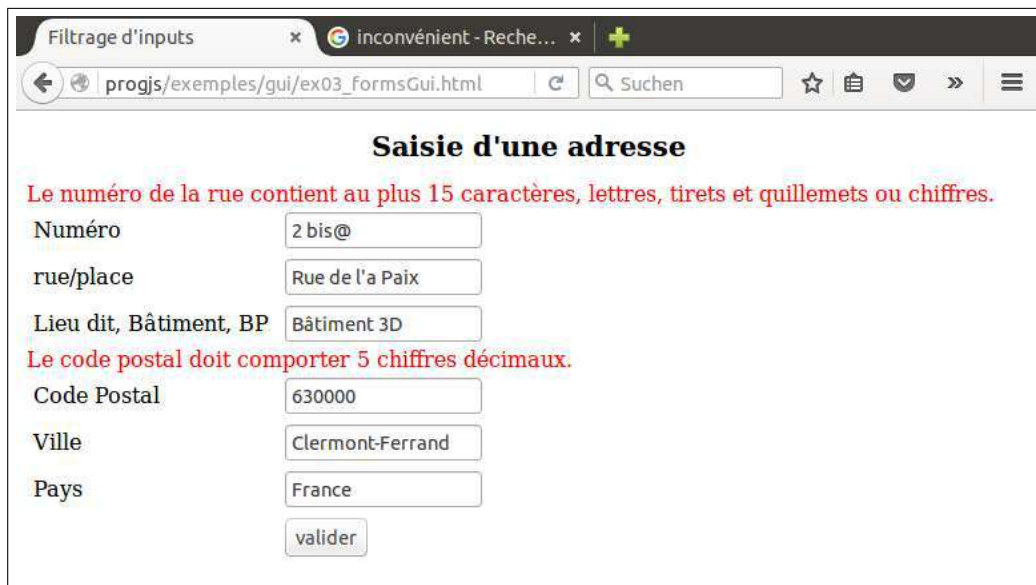 Filtrage d'inputs
inconvénient - Reche...
progjs/exemples/gui/ex03_formsGui.html
Suchen
Saisie d'une adresse
Le numéro de la rue contient au plus 15 caractères, lettres, tirets et quillemets ou chiffres.
Numéro 2 bis@
rue/place Rue de l'a Paix
Lieu dit, Bâtiment, BP Bâtiment 3D
Le code postal doit comporter 5 chiffres décimaux.
Code Postal 630000
Ville Clermont-Ferrand
Pays France
valider